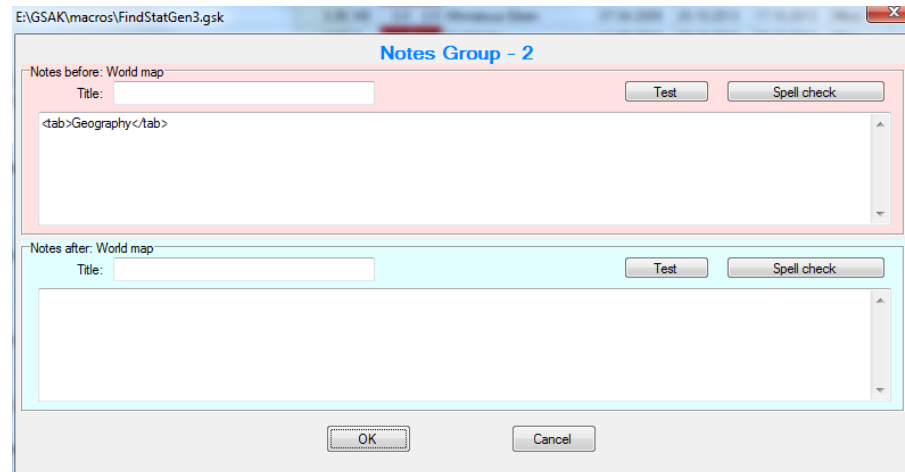 E:\GSAK\macros\FindStatGen3.gsk
Notes Group - 2
Notes before: World map
Title:
Test
Spell check
<tab>Geography</tab>
Notes after: World map
Title:
Test
Spell check
OK
Cancel